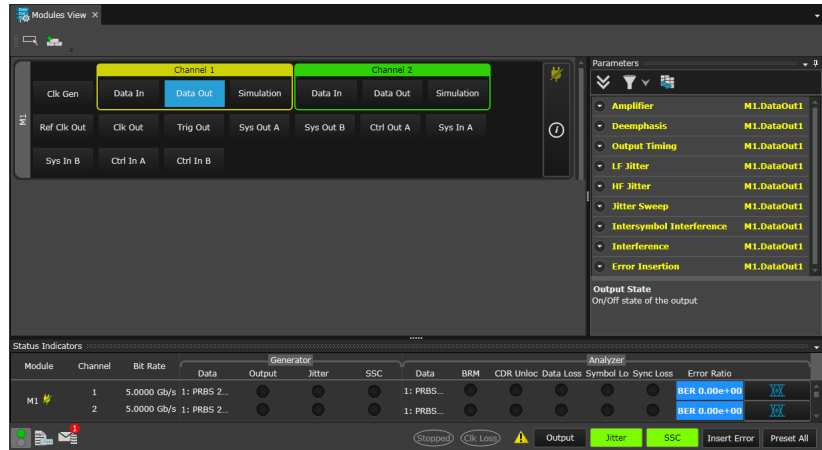 Modules View
Parameters
Channel 1 Channel 2
Clk Gen Data In Data Out Simulation Data In Data Out Simulation
M1
Ref Clk Out Clk Out Trig Out Sys Out A Sys Out B Ctrl Out A Sys In A
Sys In B Ctrl In A Ctrl In B
Amplifier M1.DataOut1
Deemphasis M1.DataOut1
Output Timing M1.DataOut1
LF Jitter M1.DataOut1
HF Jitter M1.DataOut1
Jitter Sweep M1.DataOut1
Intersymbol Interference M1.DataOut1
Interference M1.DataOut1
Error Insertion M1.DataOut1
Output State
On/Off state of the output
Status Indicators
Generator Analyzer
Module Channel Bit Rate Data Output Jitter SSC Data BRM CDR Unloc Data Loss Symbol Lo Sync Loss Error Ratio
M1
1 5.0000 Gb/s 1: PRBS 2... 1: PRBS... BER 0.00e+00
2 5.0000 Gb/s 1: PRBS 2... 1: PRBS... BER 0.00e+00
1
(Stopped) (Clk Loss) Output Jitter SSC Insert Error Preset All